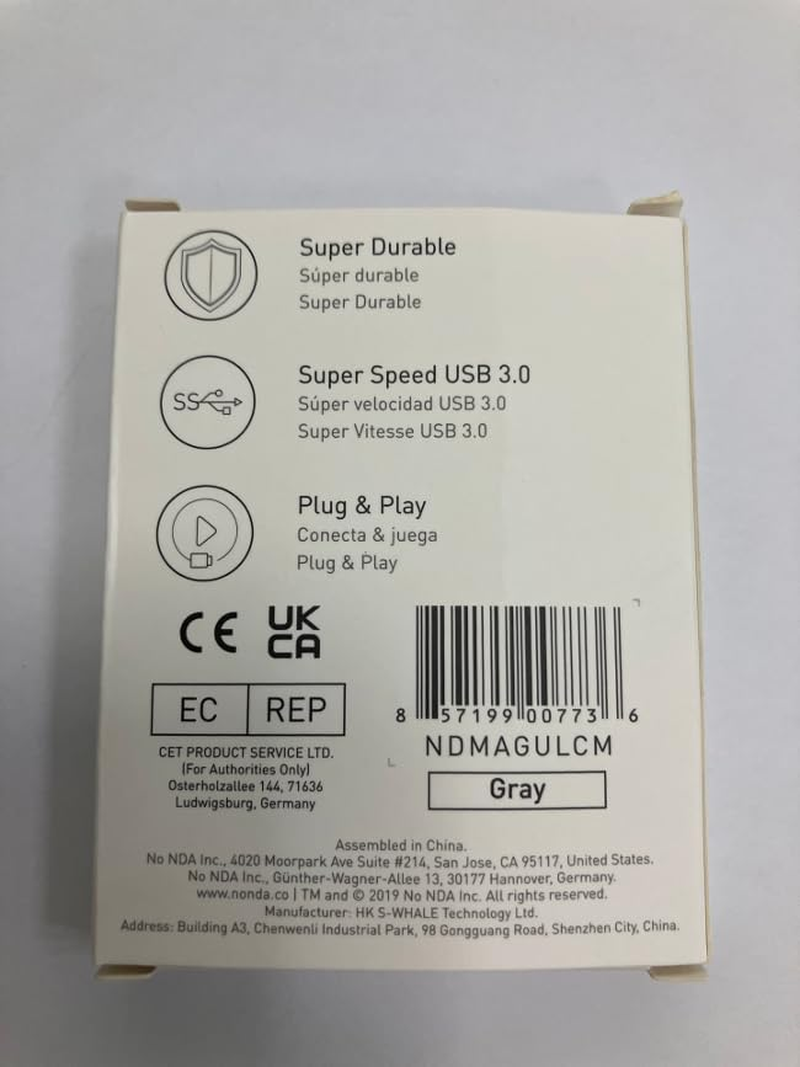 Super Durable
Súper durable
Super Durable
SS
Super Speed USB 3.0
Súper velocidad USB 3.0
Super Vitesse USB 3.0
Plug & Play
Conecta & juega
Plug & Play
CE UK
CA
EC REP
CET PRODUCT SERVICE LTD.
(For Authorities Only)
Osterholzallee 144, 71636
Ludwigsburg, Germany
8 57199 00773 6
NDMAGULCM
Gray
Assembled in China.
No NDA Inc., 4020 Moorpark Ave Suite #214, San Jose, CA 95117, United States.
No NDA Inc., Günther-Wagner-Allee 13, 30177 Hannover, Germany.
www.nonda.co | TM and © 2019 No NDA Inc. All rights reserved.
Manufacturer: HK S-WHALE Technology Ltd.
Address: Building A3, Chenwenli Industrial Park, 98 Gongguang Road, Shenzhen City, China.